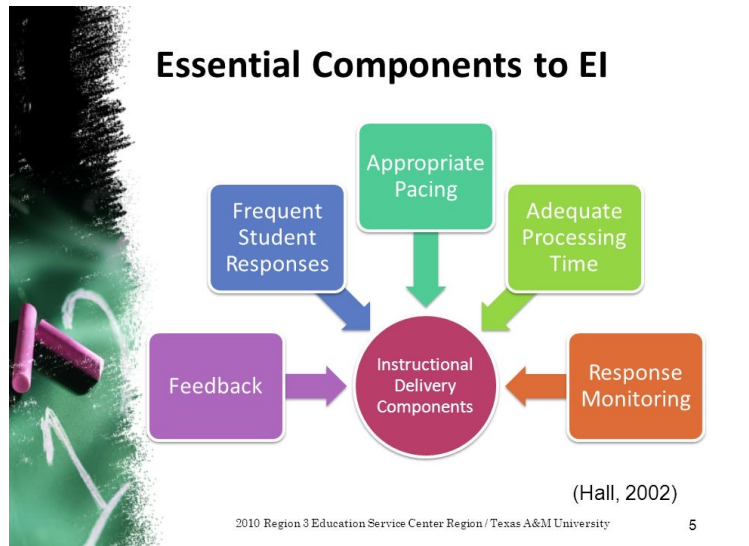 Essential Components to EI
Appropriate
Pacing
Frequent
Student
Responses
Adequate
Processing
Time
Feedback
Instructional
Delivery
Components
Response
Monitoring
(Hall, 2002)
2010 Region 3 Education Service Center Region / Texas A&M University
5